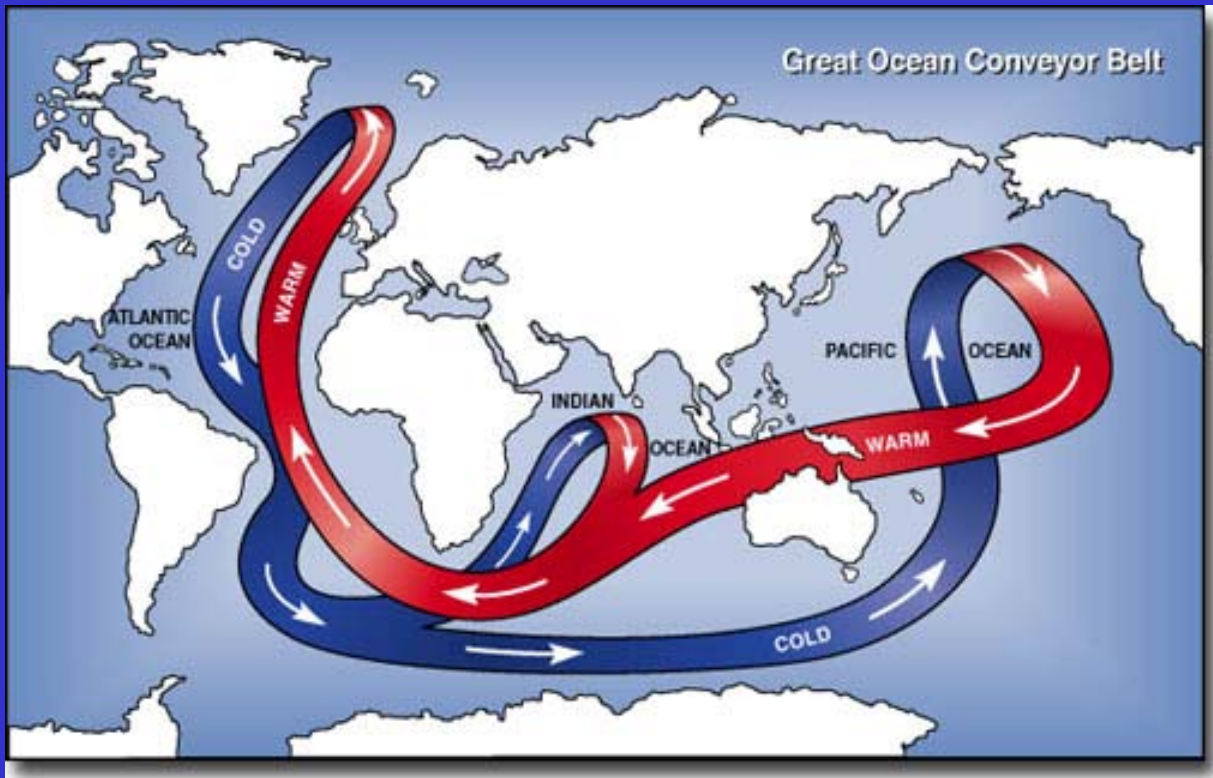 Great Ocean Conveyor Belt
COLD
WARM
ATLANTIC
OCEAN
INDIAN
OCEAN
PACIFIC
OCEAN
WARM
COLD